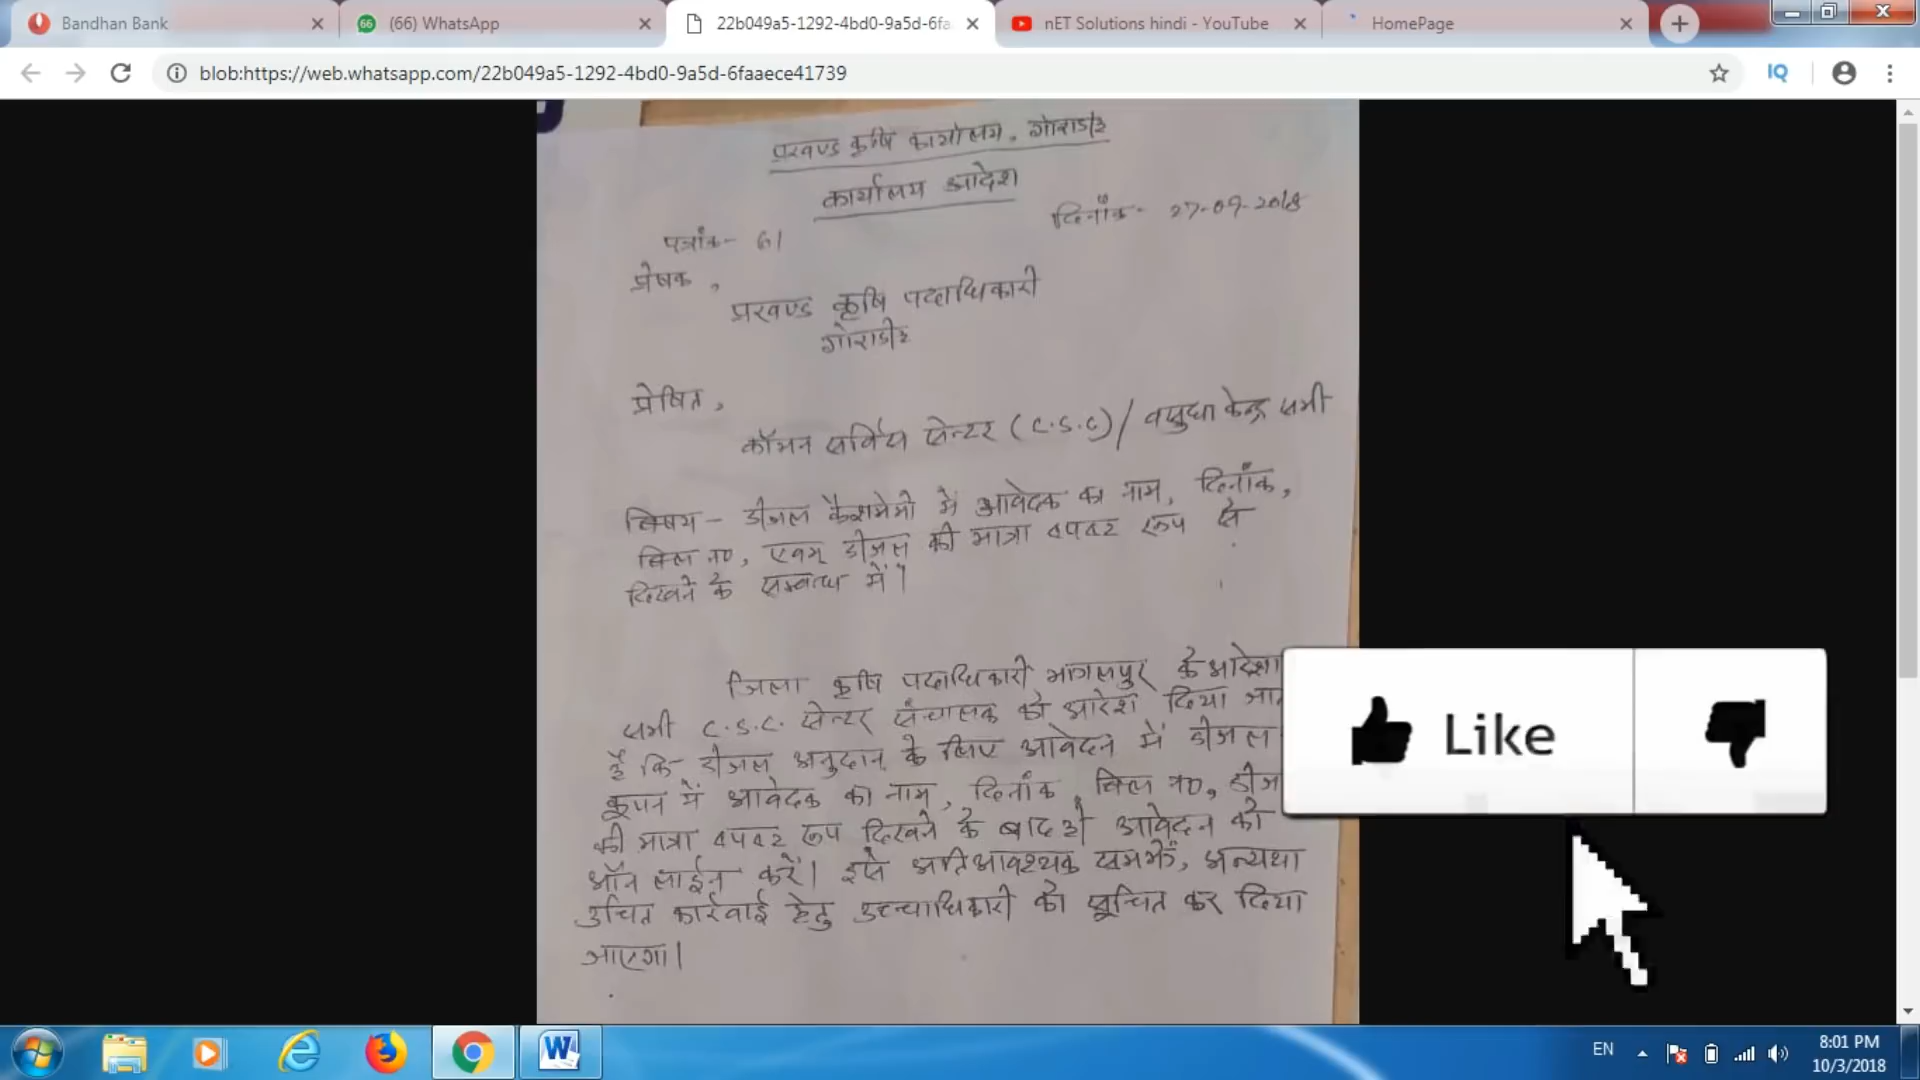 Bandhan Bank
(66) WhatsApp
22b049a5-1292-4bd0-9a5d-6faa
nET Solutions hindi - YouTube
HomePage
blob:https://web.whatsapp.com/22b049a5-1292-4bd0-9a5d-6faaece41739
IQ
प्रखण्ड कृषि कार्यालय, गोराडीह
कार्यालय आदेश
दिनाँक- 27-09-2018
पत्रांक- 61
प्रेषक,
प्रखण्ड कृषि पदाधिकारी
गोराडीह
प्रेषित,
कॉमन सर्विस सेन्टर (C.S.C)/ वसुधा केन्द्र सभी
विषय - डीजल कैशमेमो में आवेदक का नाम, दिनाँक,
बिल न0, एवम् डीजल की मात्रा स्पस्ट रूप से
दिखने के सम्बन्ध में।
जिला कृषि पदाधिकारी भागलपुर के आदेशा
सभी C.S.C. सेन्टर संचालक को आदेश दिया जा
है कि डीजल अनुदान के लिए आवेदन में डीजल
कूपन में आवेदक का नाम, दिनांक, बिल न0, डीज
की मात्रा स्पस्ट रूप दिखने के बाद ही आवेदन को
ऑन लाईन करें। इसे अतिआवश्यक समझें, अन्यथा
उचित कार्रवाई हेतु उच्चाधिकारी को सूचित कर दिया
जाएगा।
Like
EN
8:01 PM
10/3/2018